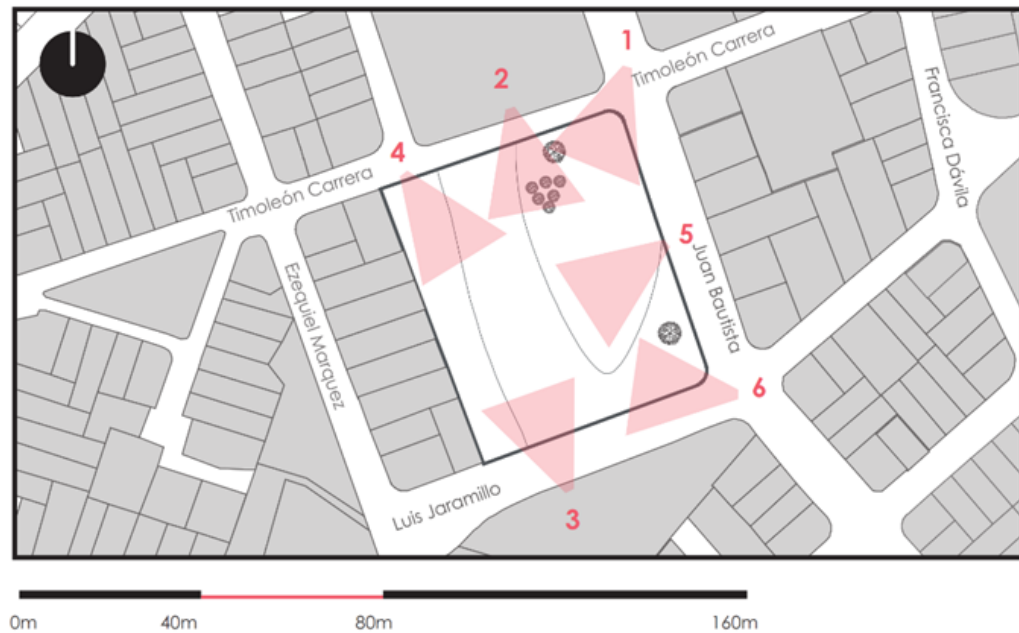 1
Timoleón Carrera
2
Francisca Dávila
4
Timoleón Carrera
5
Juan Bautista
Ezequiel Marquez
6
Luis Jaramillo
3
0m 40m 80m 160m